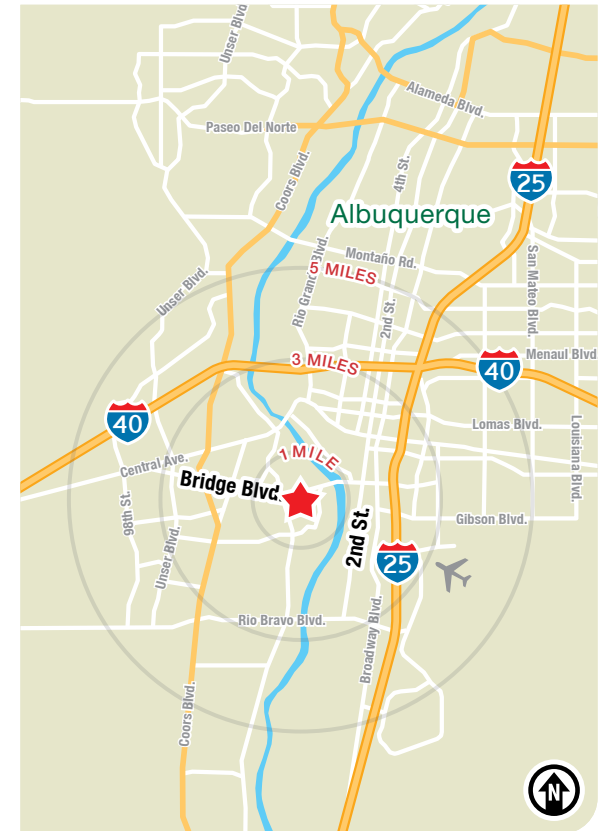 Unser Blvd.
Alameda Blvd.
Paseo Del Norte
4th St.
Coors Blvd.
25
Albuquerque
Montaño Rd.
San Mateo Blvd.
Unser Blvd.
5 MILES
Rio Grande Blvd.
2nd St.
3 MILES
Menaul Blvd
40
40
Lomas Blvd.
Louisiana Blvd.
Central Ave.
1 MILE
Bridge Blvd.
98th St.
2nd St.
Gibson Blvd.
Unser Blvd.
25
Rio Bravo Blvd.
Broadway Blvd.
Coors Blvd.
N